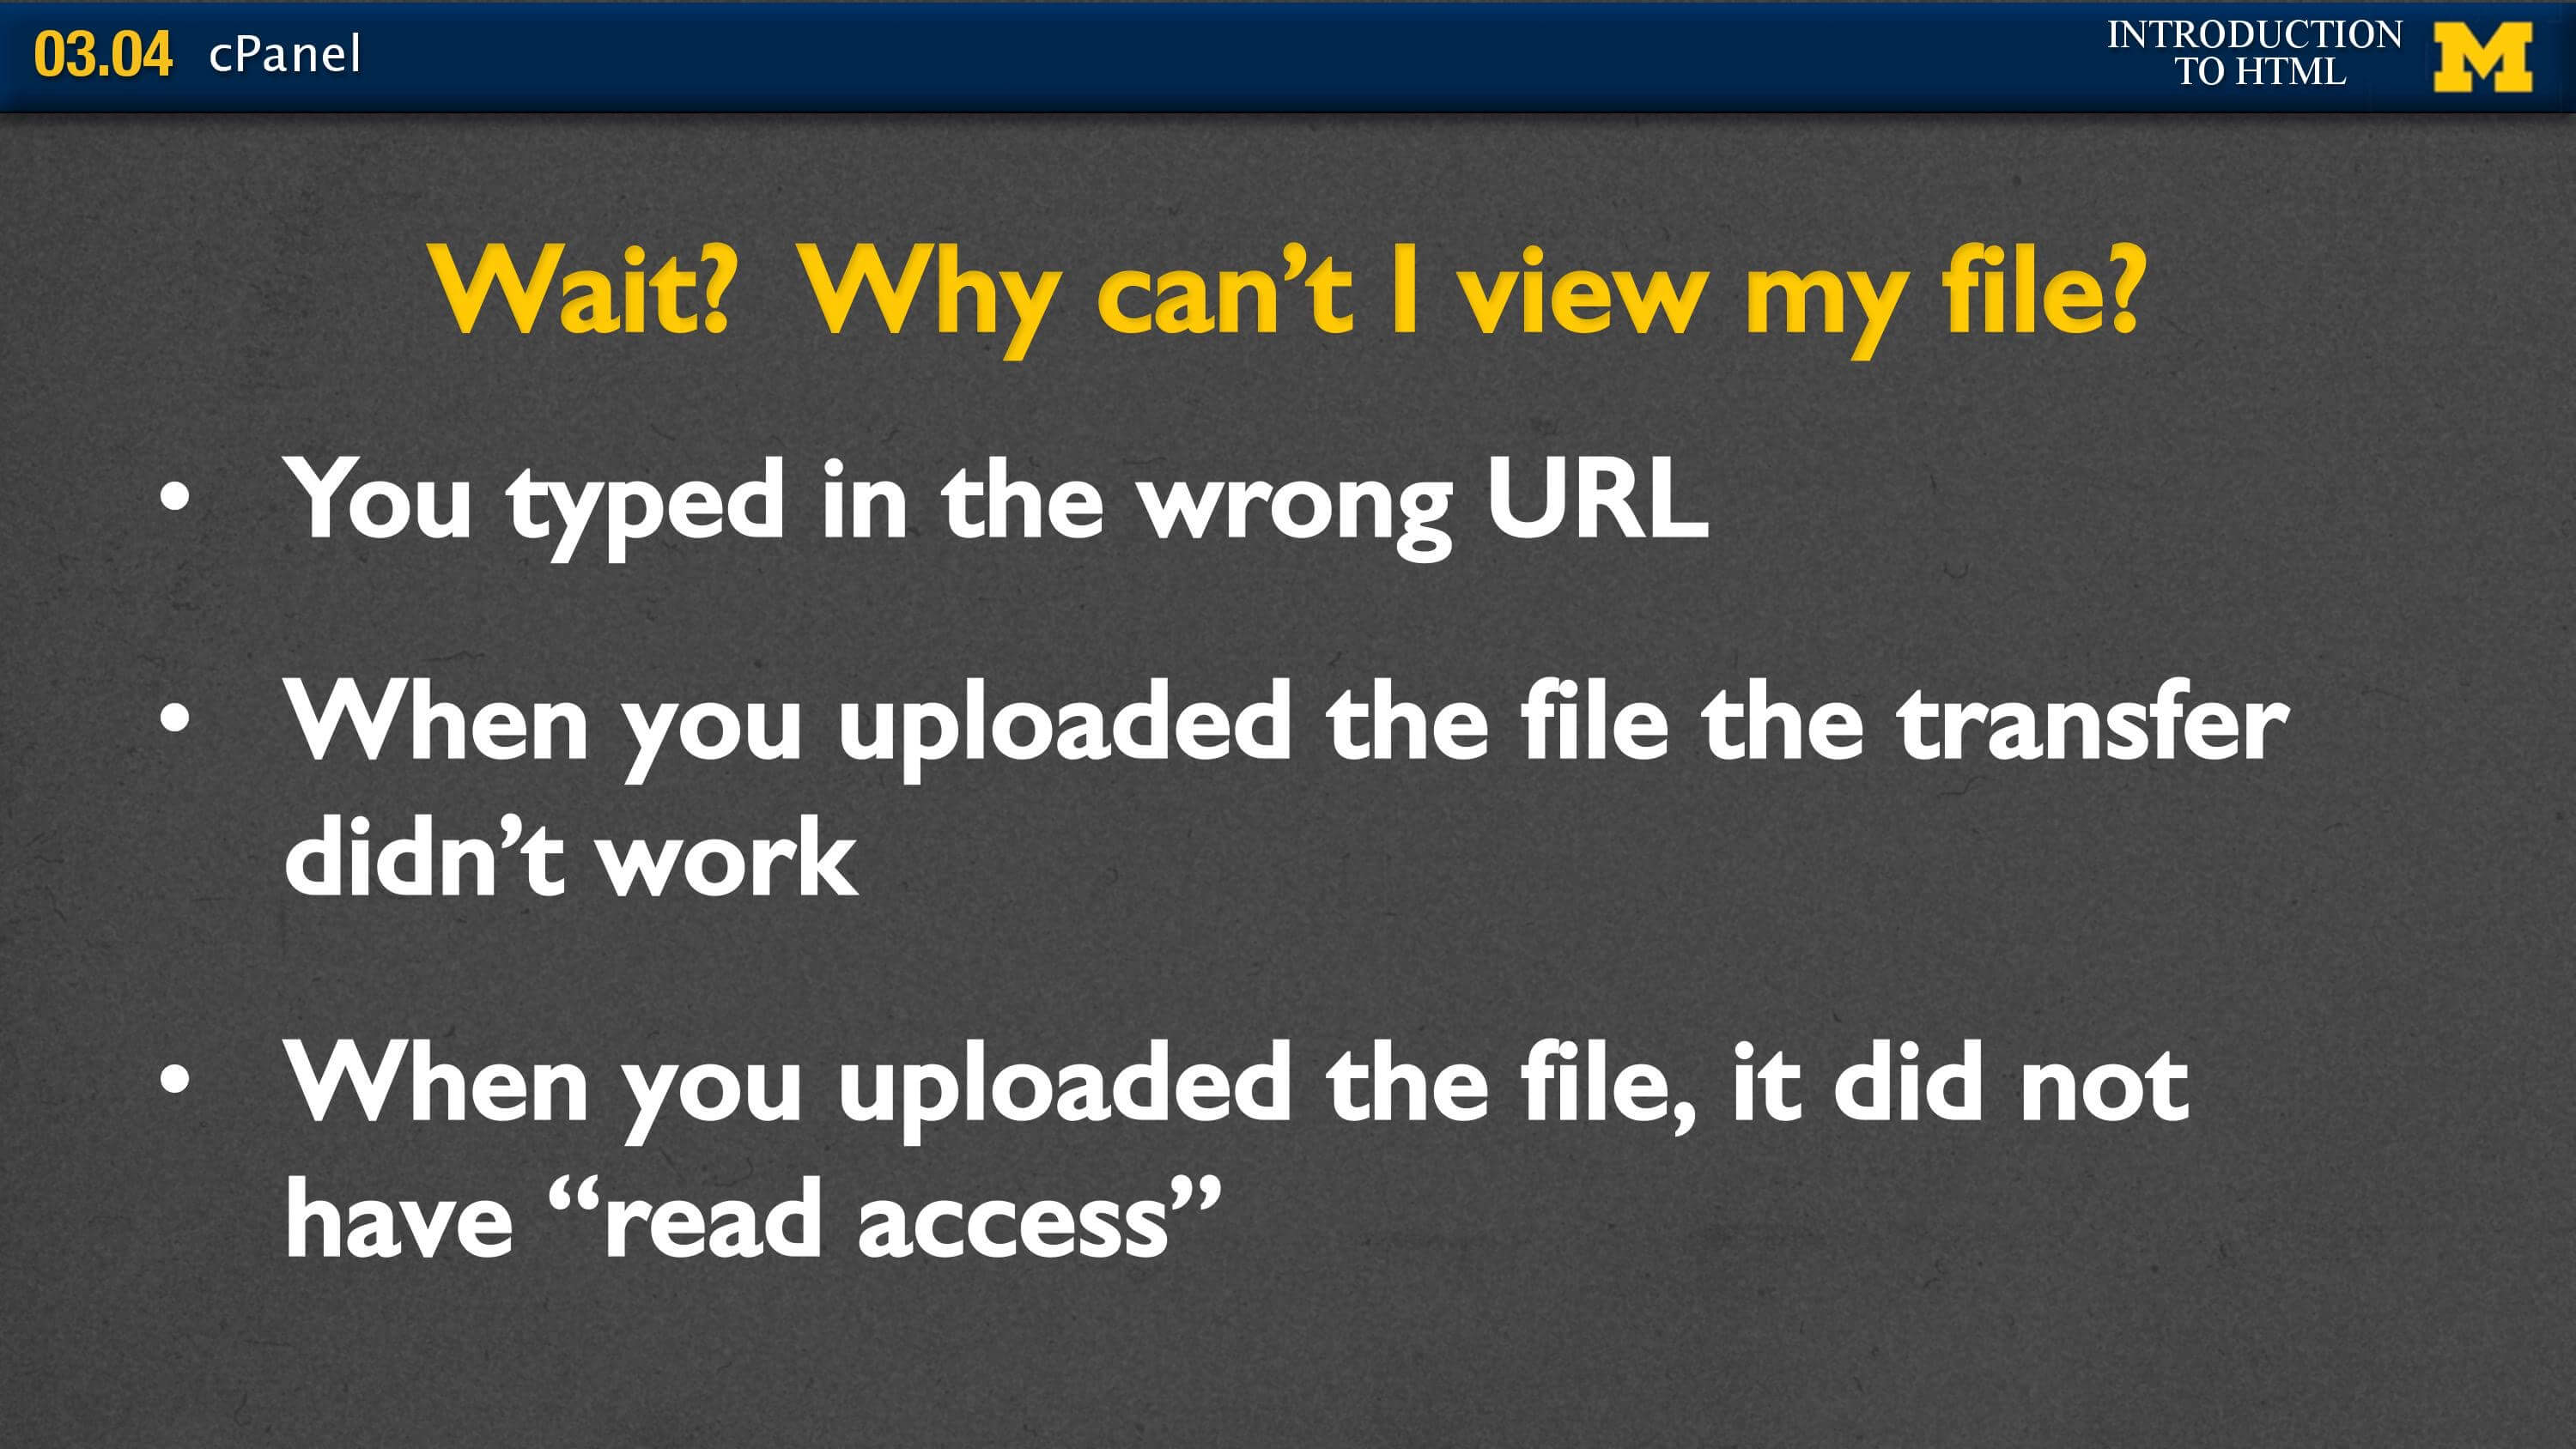 03.04 cPanel
INTRODUCTION
TO HTML
M
Wait?  Why can’t I view my file?
• You typed in the wrong URL
• When you uploaded the file the transfer
didn’t work
• When you uploaded the file, it did not
have “read access”